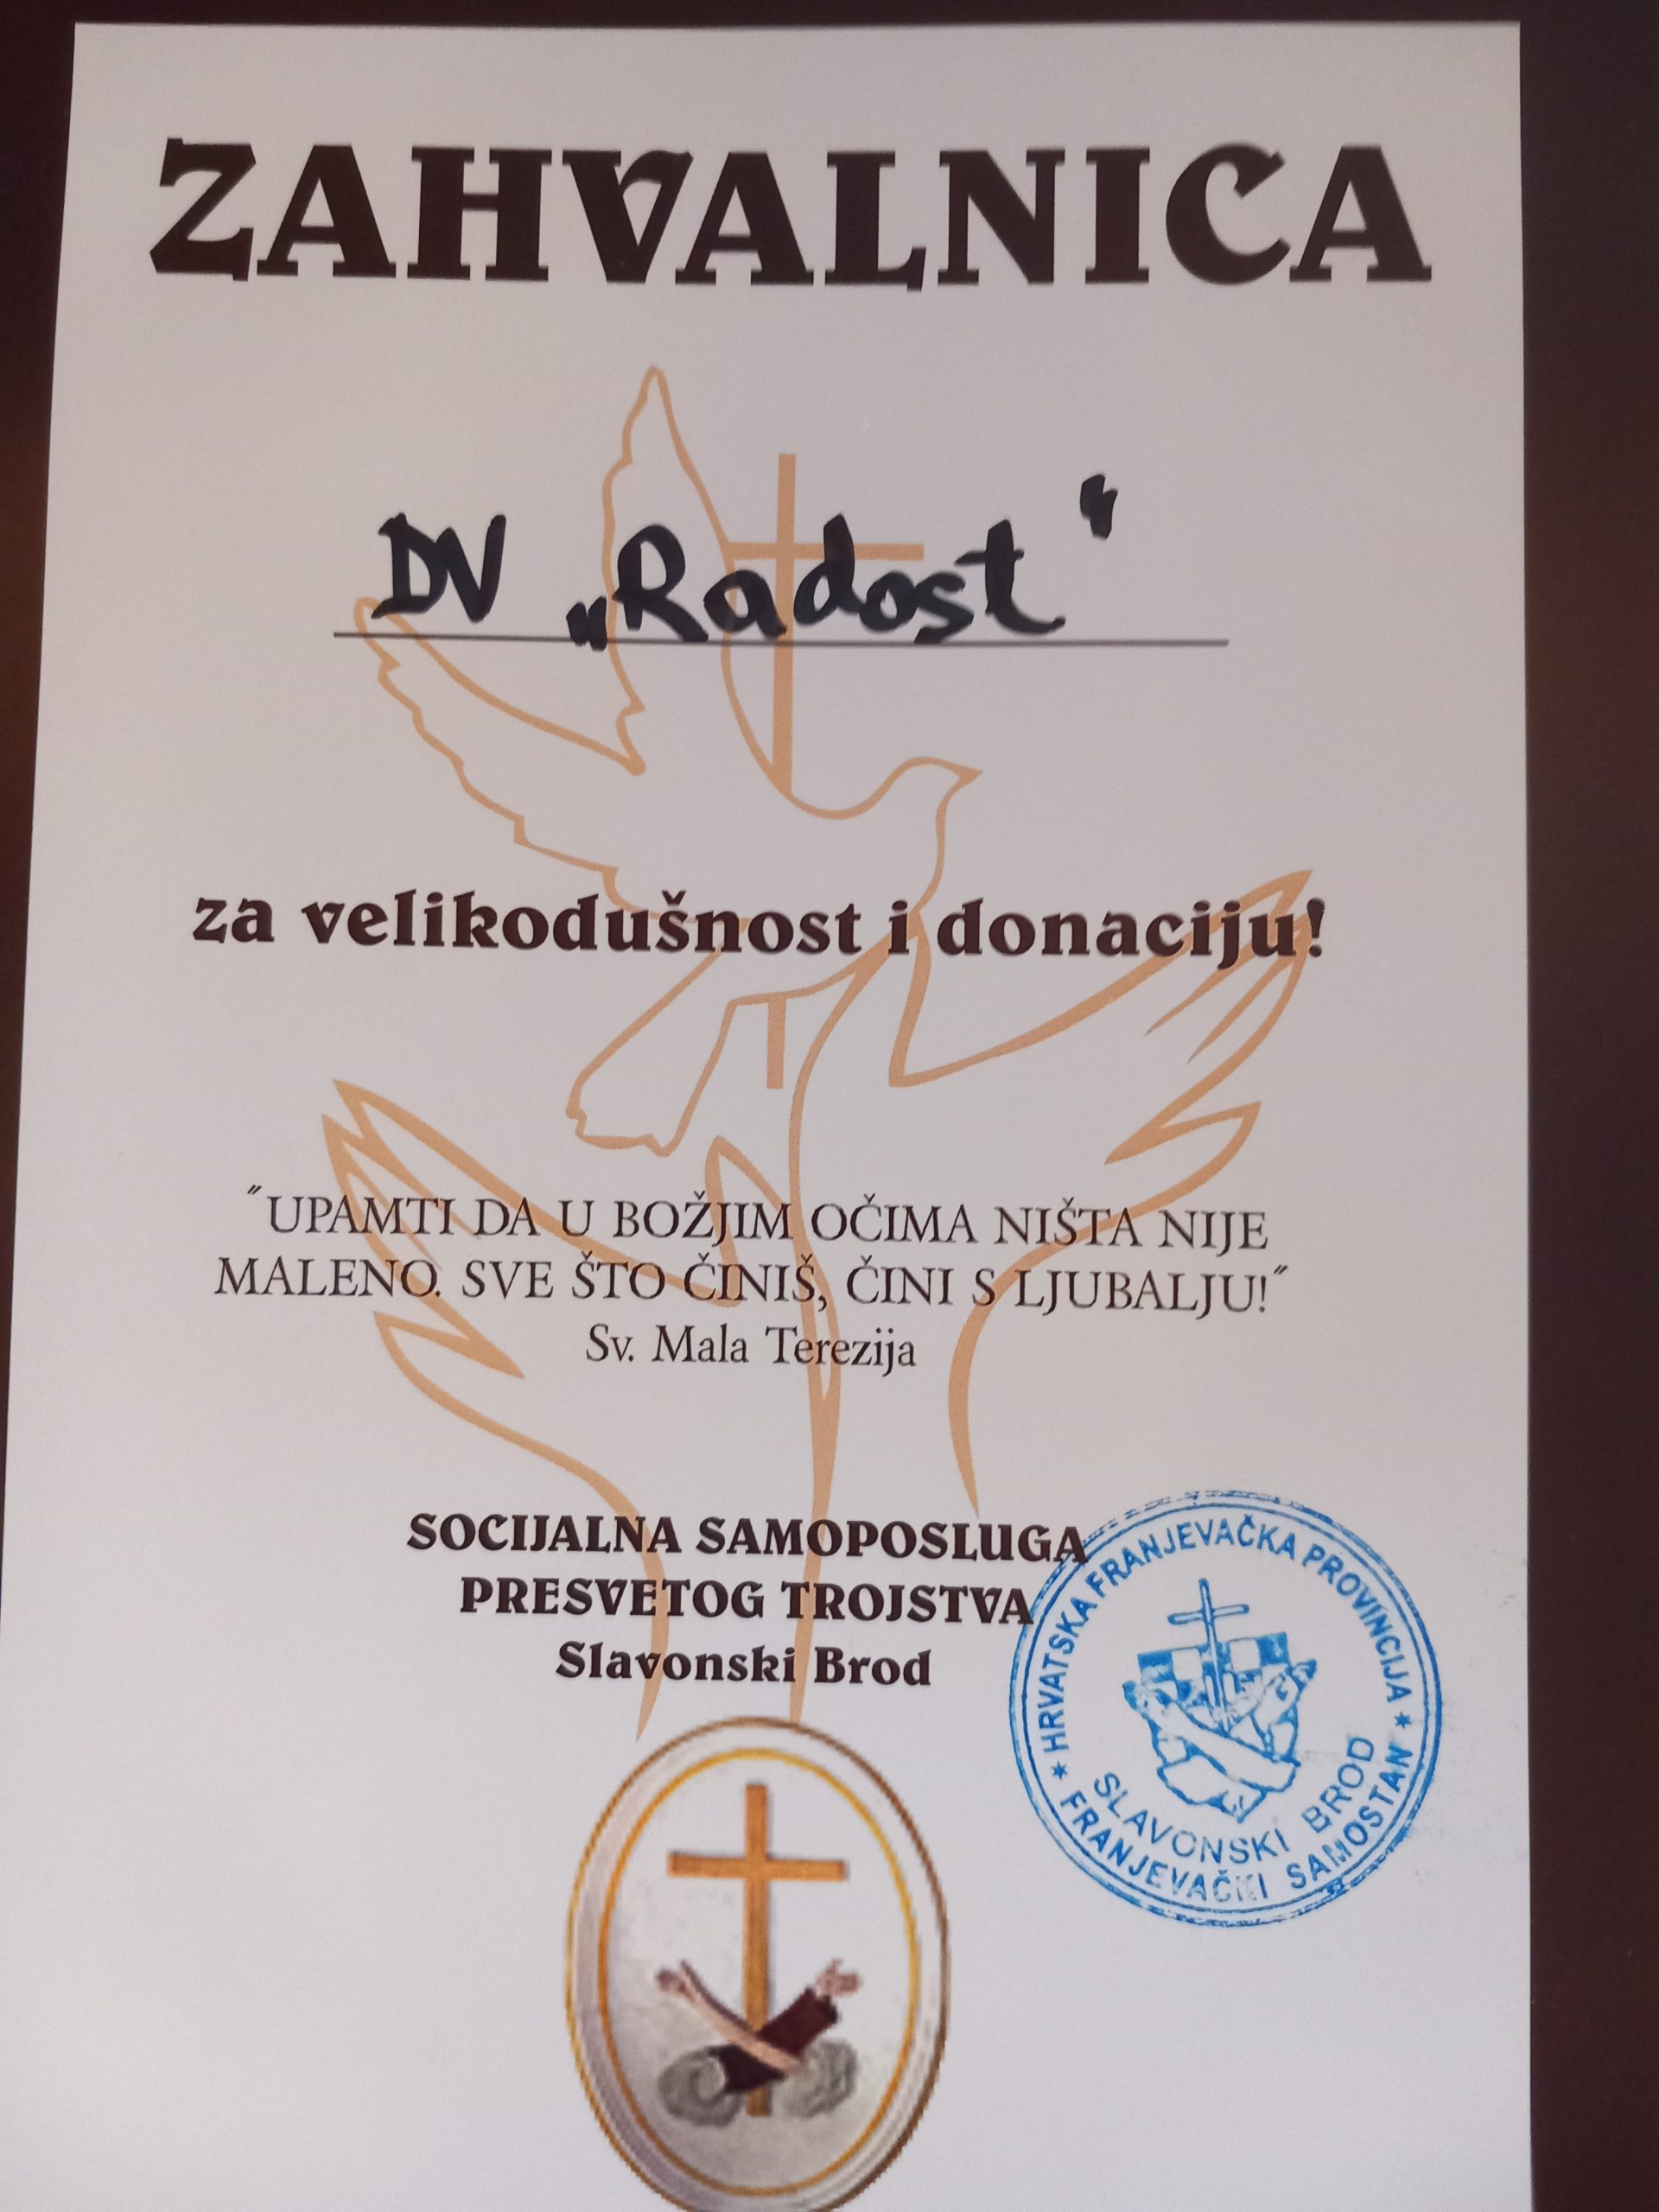 ZAHVALNICA
DV „Radost“
za velikodušnost i donaciju!
˝UPAMTI DA U BOŽJIM OČIMA NIŠTA NIJE
MALENO. SVE ŠTO ČINIŠ, ČINI S LJUBALJU!˝
Sv. Mala Terezija
SOCIJALNA SAMOPOSLUGA
PRESVETOG TROJSTVA
Slavonski Brod
* HRVATSKA FRANJEVAČKA PROVINCIJA *
FRANJEVAČKI SAMOSTAN
SLAVONSKI BROD